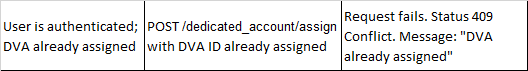 User is authenticated;
DVA already assigned
POST /dedicated_account/assign
with DVA ID already assigned
Request fails. Status 409
Conflict. Message: "DVA
already assigned"